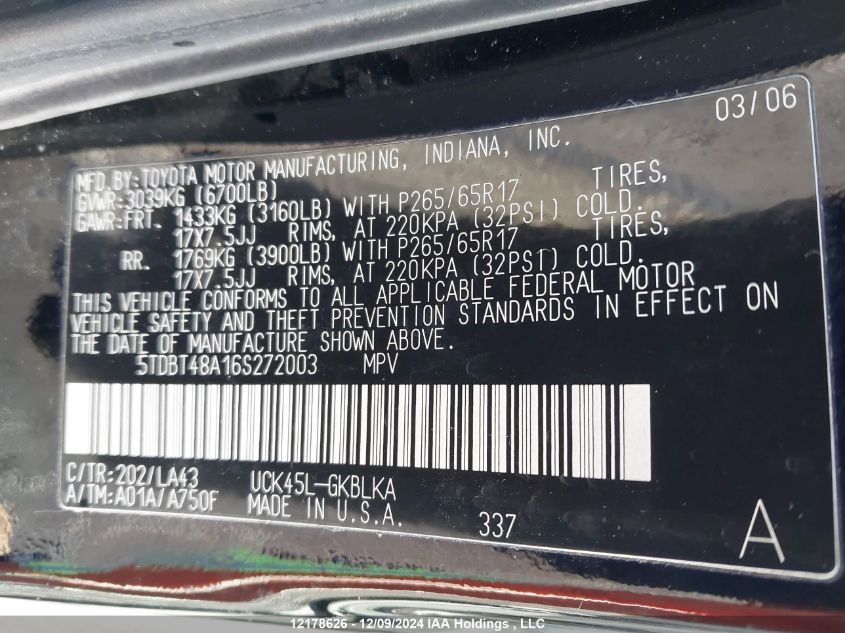 03/06
MFD.BY:TOYOTA MOTOR MANUFACTURING, INDIANA, INC.
GVWR:3039KG (6700LB)
GAWR:FRT. 1433KG (3160LB) WITH P265/65R17 TIRES,
17X7.5JJ RIMS, AT 220KPA (32PSI) COLD.
RR. 1769KG (3900LB) WITH P265/65R17 TIRES,
17X7.5JJ RIMS, AT 220KPA (32PSI) COLD.
THIS VEHICLE CONFORMS TO ALL APPLICABLE FEDERAL MOTOR
VEHICLE SAFETY AND THEFT PREVENTION STANDARDS IN EFFECT ON
THE DATE OF MANUFACTURE SHOWN ABOVE.
5TDBT48A16S272003 MPV
C/TR:202/LA43 UCK45L-GKBLKA
A/TM:A01A/A750F MADE IN U.S.A. 337 A
12178626 - 12/09/2024 IAA Holdings , LLC